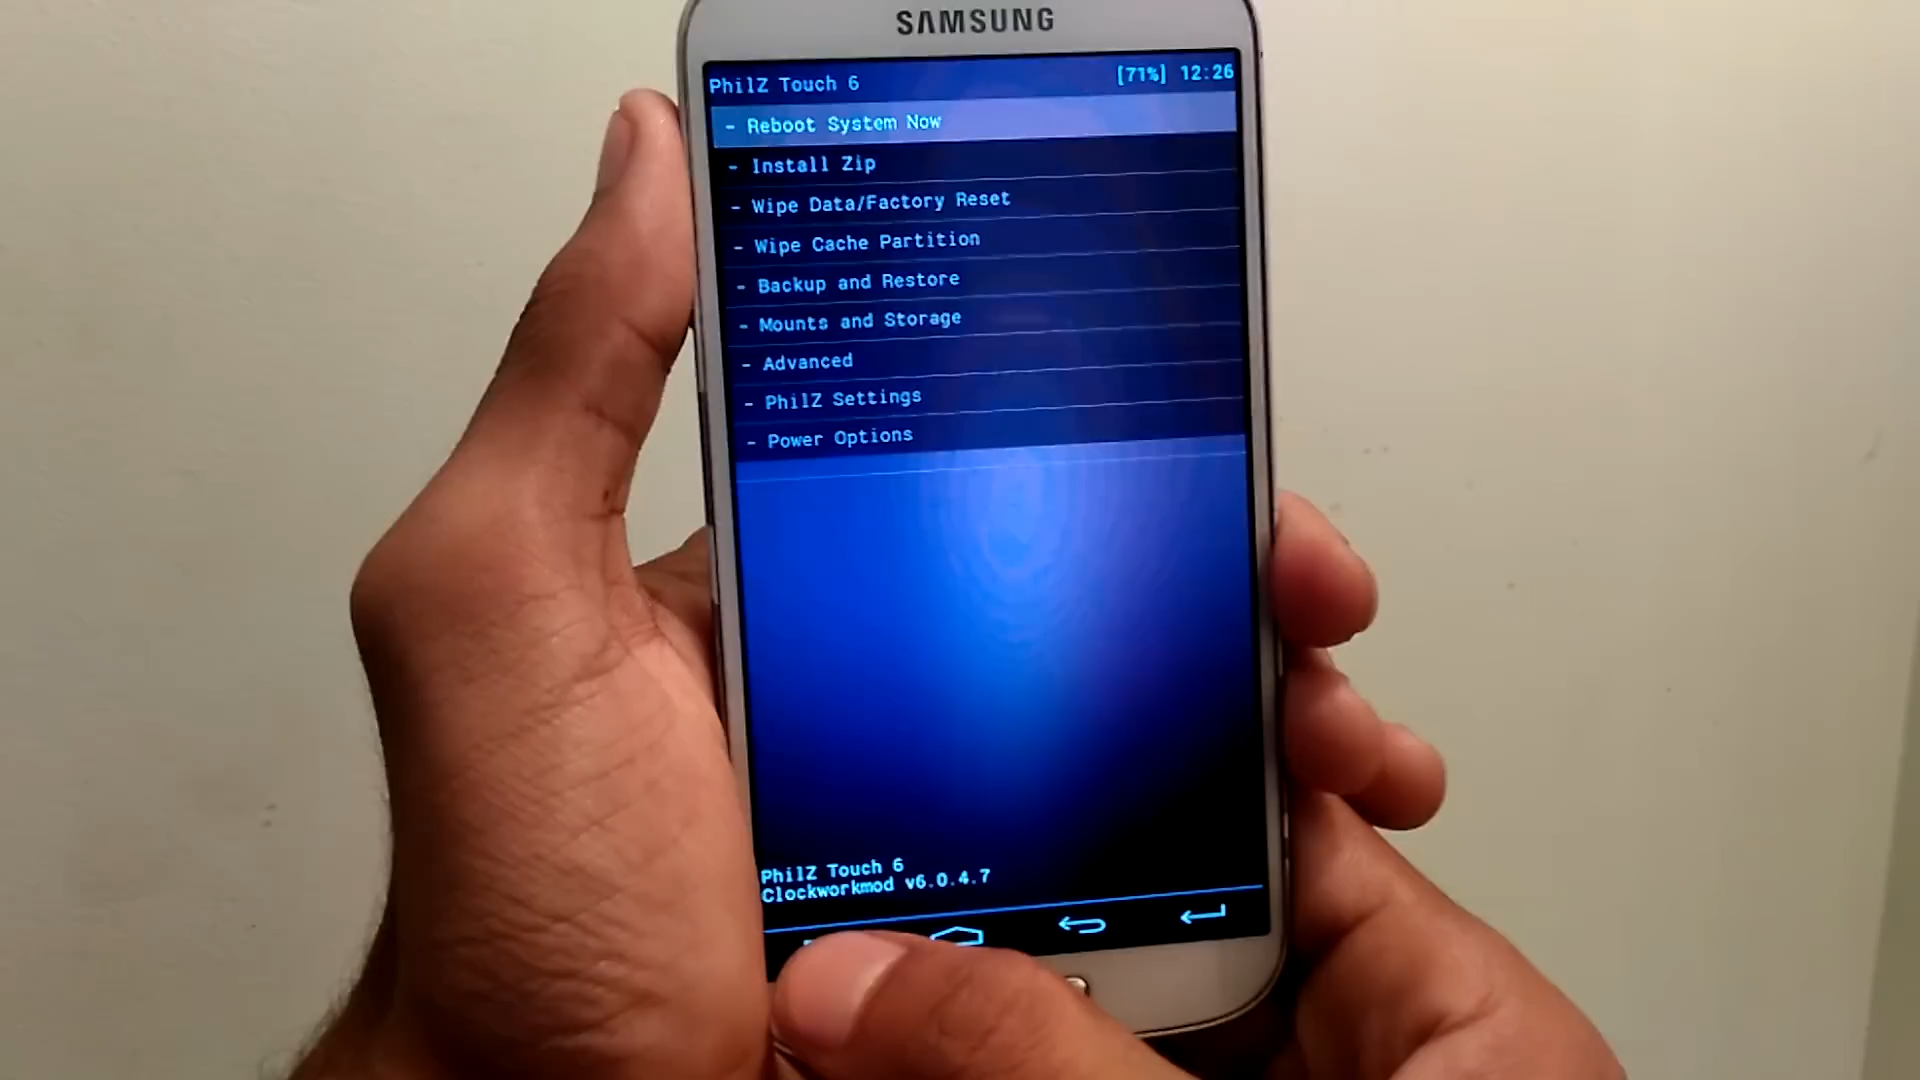 SAMSUNG
PhilZ Touch 6 [71%] 12:26
- Reboot System Now
- Install Zip
- Wipe Data/Factory Reset
- Wipe Cache Partition
- Backup and Restore
- Mounts and Storage
- Advanced
- PhilZ Settings
- Power Options
PhilZ Touch 6
Clockworkmod v6.0.4.7